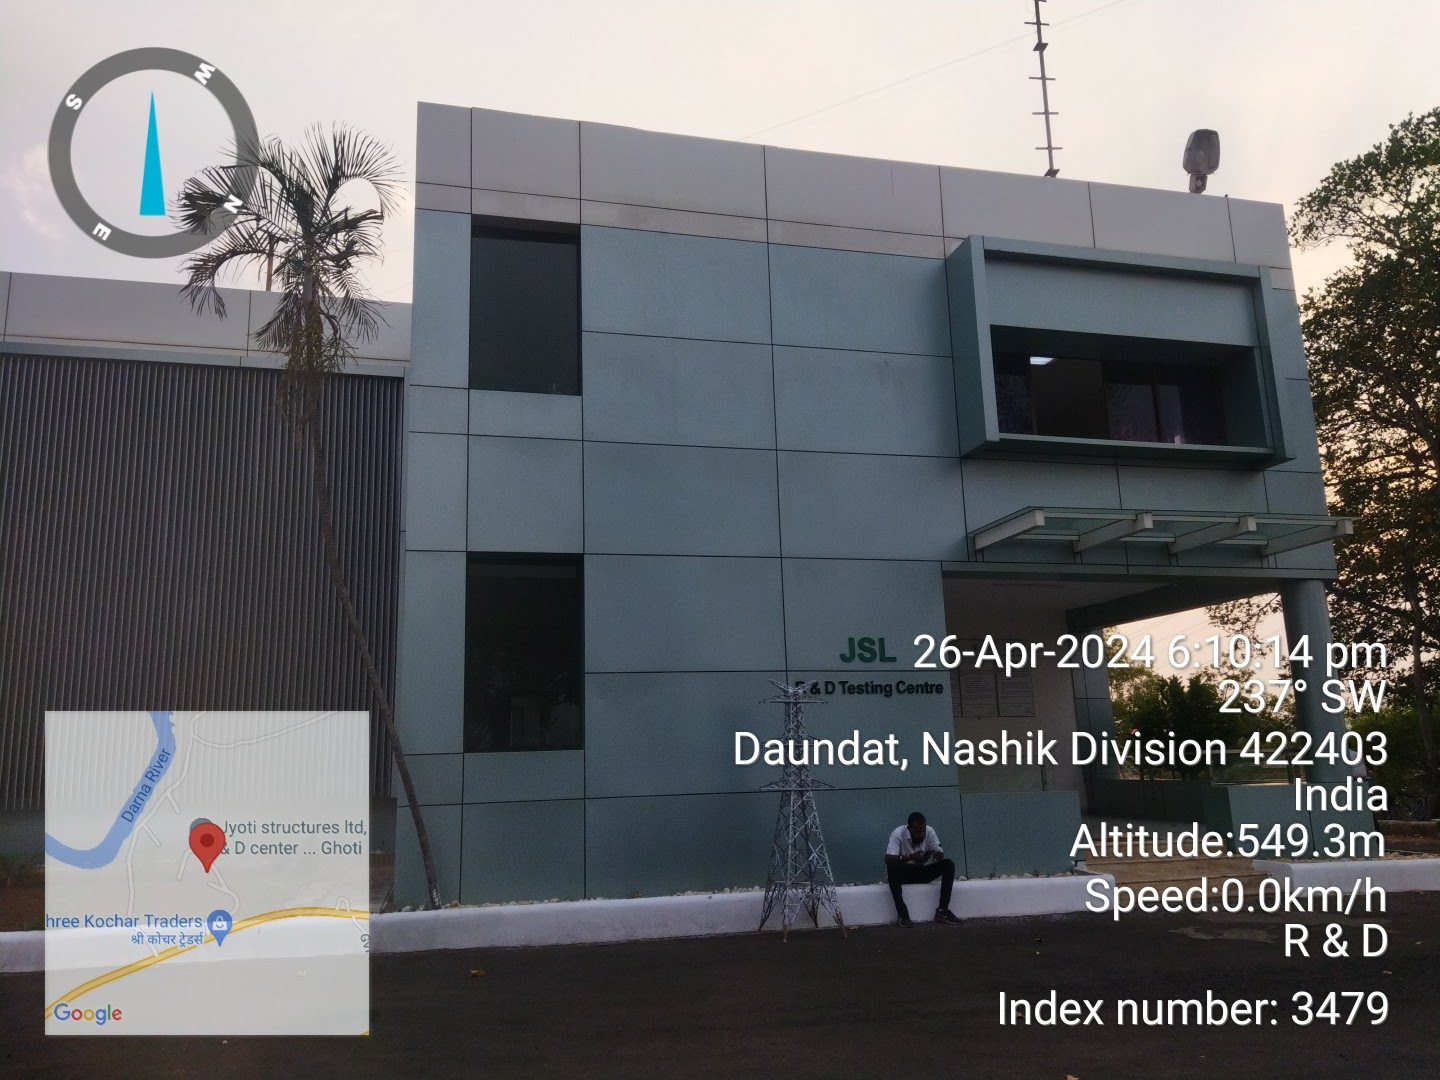 W
S
N
E
JSL
& D Testing Centre
26-Apr-2024 6:10:14 pm
237° SW
Daundat, Nashik Division 422403
India
Altitude:549.3m
Speed:0.0km/h
R & D
Index number: 3479
Darna River
Jyoti structures ltd,
& D center ... Ghoti
hree Kochar Traders
श्री कोचर ट्रेडर्स
Google